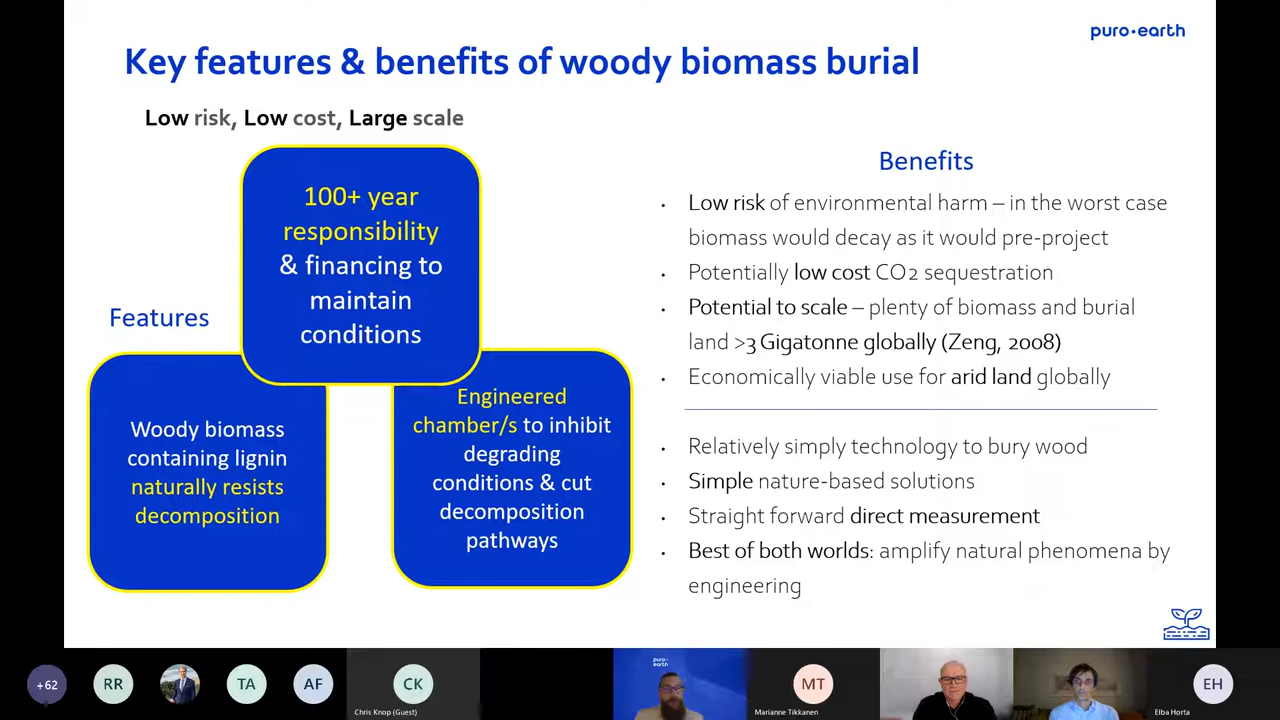 puro·earth
Key features & benefits of woody biomass burial
Low risk, Low cost, Large scale
100+ year
responsibility
& financing to
maintain
conditions
Features
Woody biomass
containing lignin
naturally resists
decomposition
Engineered
chamber/s to inhibit
degrading
conditions & cut
decomposition
pathways
Benefits
• Low risk of environmental harm – in the worst case
biomass would decay as it would pre-project
• Potentially low cost CO2 sequestration
• Potential to scale – plenty of biomass and burial
land >3 Gigatonne globally (Zeng, 2008)
• Economically viable use for arid land globally
• Relatively simply technology to bury wood
• Simple nature-based solutions
• Straight forward direct measurement
• Best of both worlds: amplify natural phenomena by
engineering
+62
RR
TA
AF
CK
Chris Knop (Guest)
puro·
earth
MT
Marianne Tikkanen
EH
Elba Horta